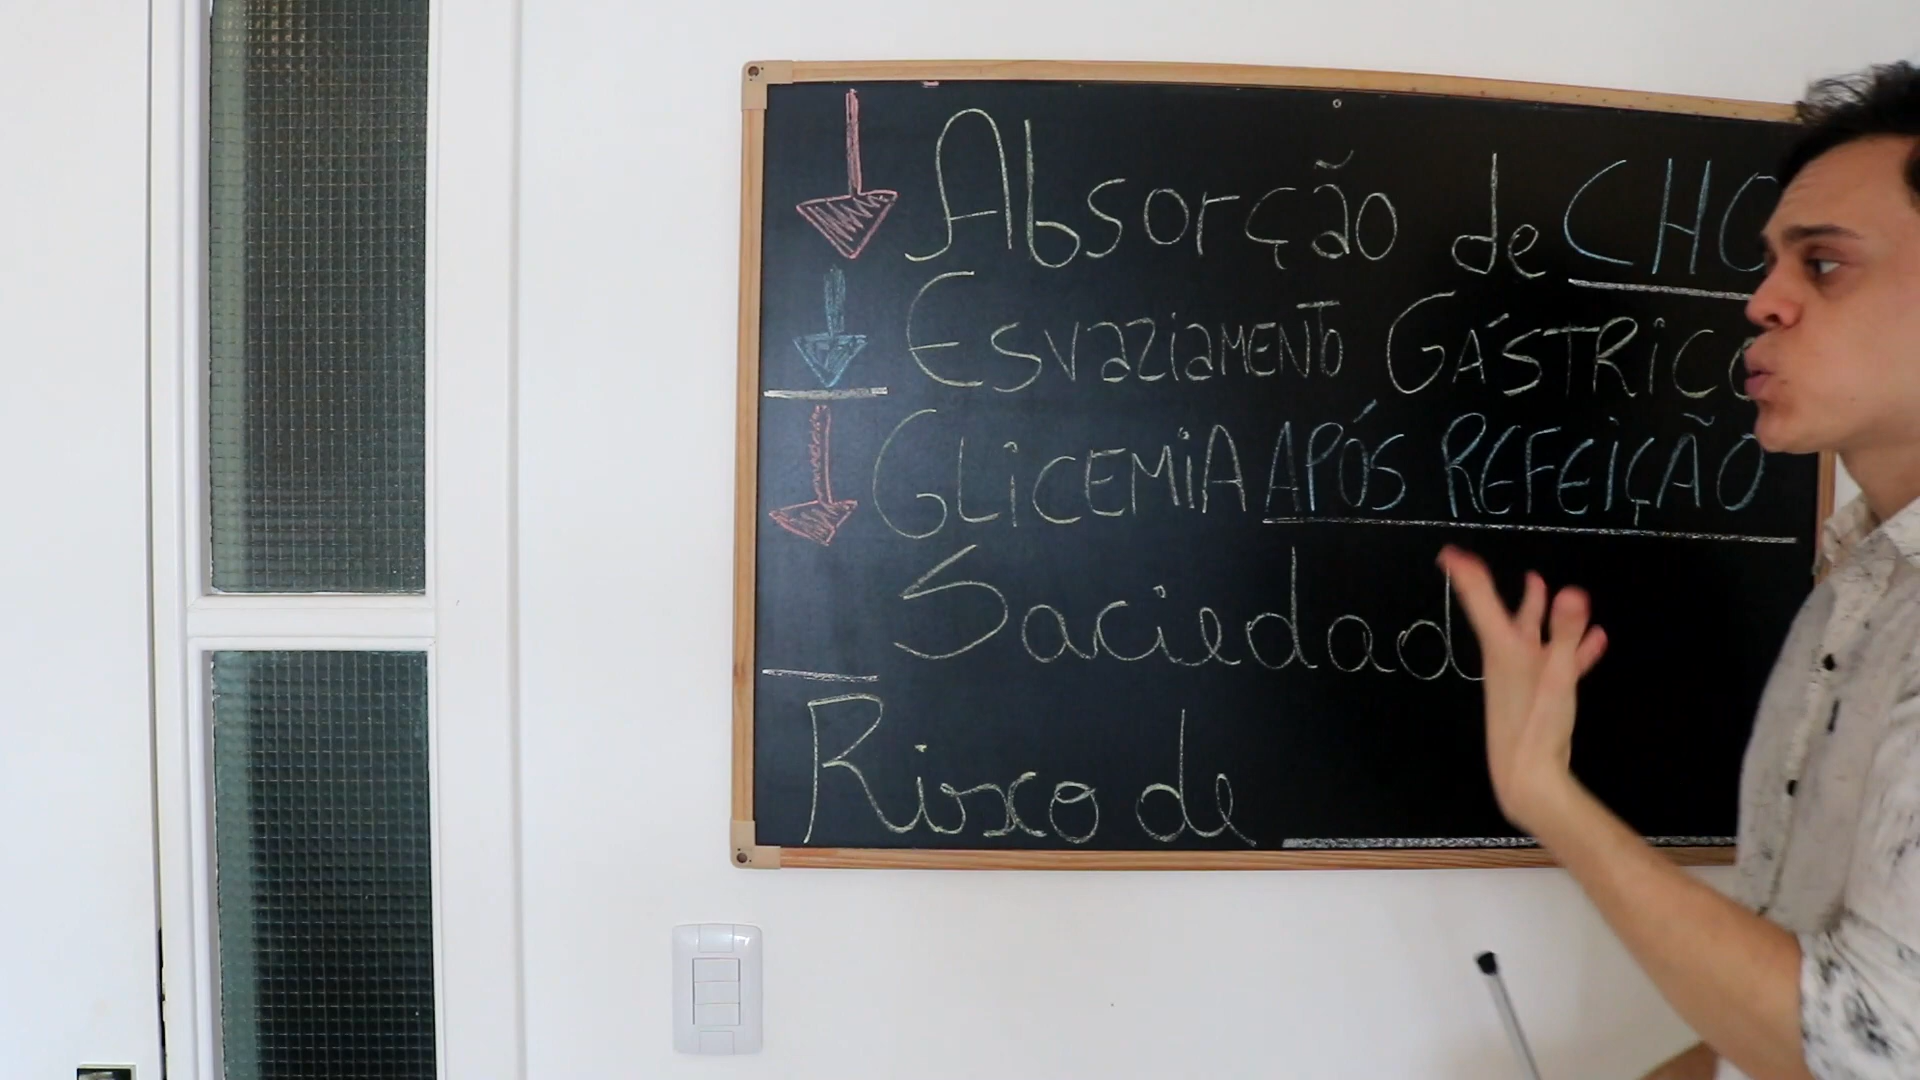 Absorção de CHO
Esvaziamento Gástrico
Glicemia após refeição
Saciedad
Risco de